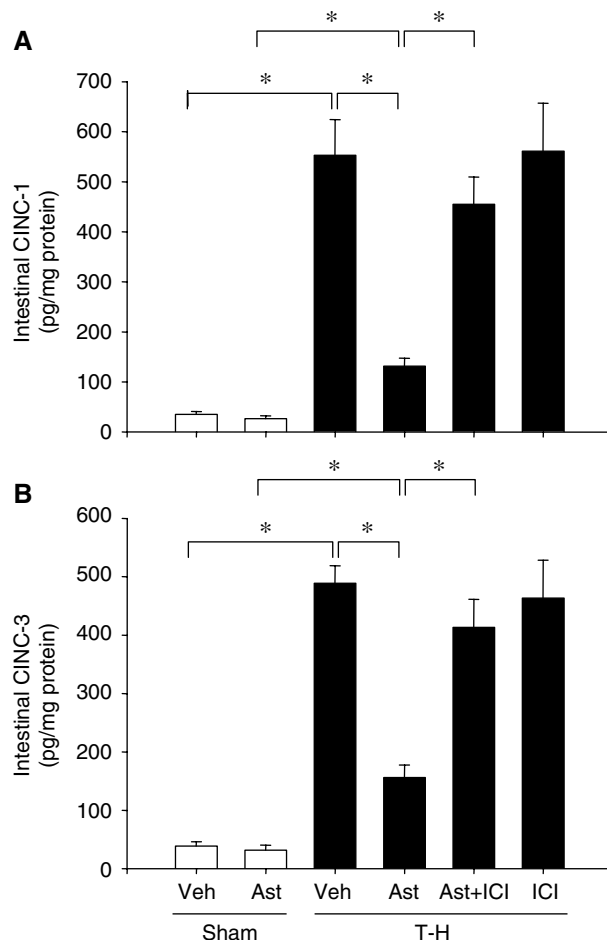 A
* *
* *
700
600
500
400
300
200
100
0
Intestinal CINC-1
(pg/mg protein)
B
* *
* *
600
500
400
300
200
100
0
Intestinal CINC-3
(pg/mg protein)
Veh Ast Veh Ast Ast+ICI ICI
Sham T-H